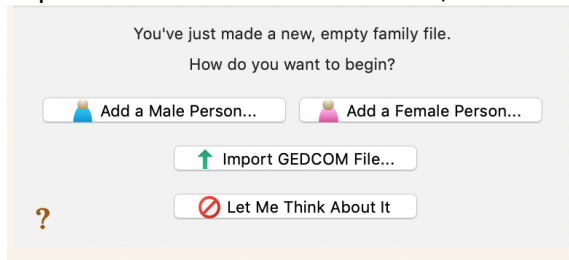 You've just made a new, empty family file.
How do you want to begin?
Add a Male Person... Add a Female Person...
Import GEDCOM File...
? Let Me Think About It